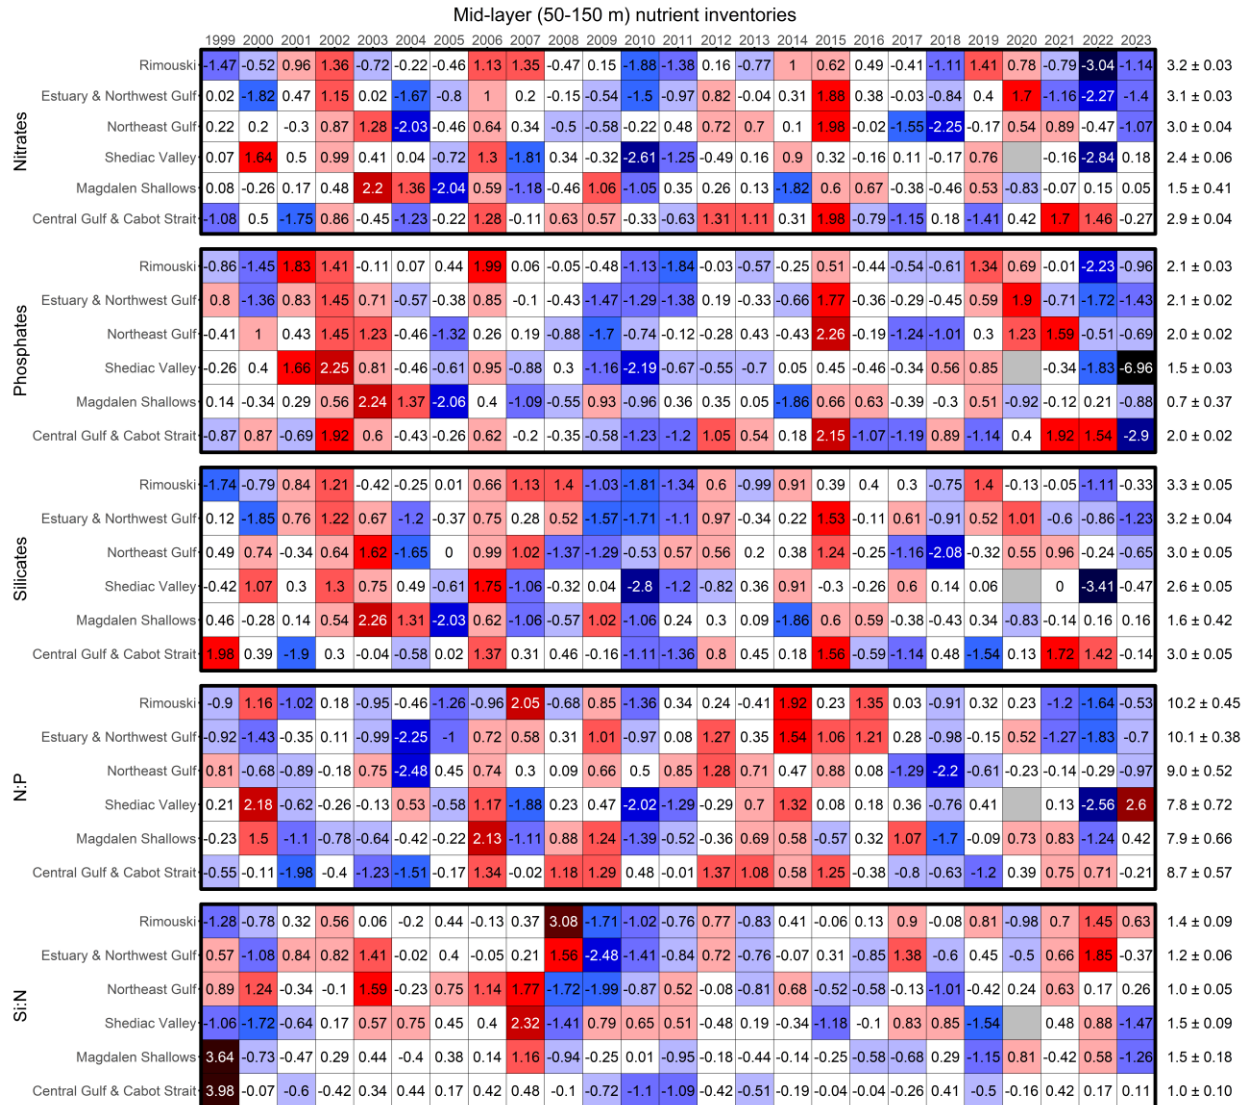 Mid-layer (50-150 m) nutrient inventories
1999 2000 2001 2002 2003 2004 2005 2006 2007 2008 2009 2010 2011 2012 2013 2014 2015 2016 2017 2018 2019 2020 2021 2022 2023
Nitrates
Rimouski -1.47 -0.52 0.96 1.36 -0.72 -0.22 -0.46 1.13 1.35 -0.47 0.15 -1.88 -1.38 0.16 -0.77 1 0.62 0.49 -0.41 -1.11 1.41 0.78 -0.79 -3.04 -1.14 3.2 ± 0.03
Estuary & Northwest Gulf 0.02 -1.82 0.47 1.15 0.02 -1.67 -0.8 1 0.2 -0.15 -0.54 -1.5 -0.97 0.82 -0.04 0.31 1.88 0.38 -0.03 -0.84 0.4 1.7 -1.16 -2.27 -1.4 3.1 ± 0.03
Northeast Gulf 0.22 0.2 -0.3 0.87 1.28 -2.03 -0.46 0.64 0.34 -0.5 -0.58 -0.22 0.48 0.72 0.7 0.1 1.98 -0.02 -1.55 -2.25 -0.17 0.54 0.89 -0.47 -1.07 3.0 ± 0.04
Shediac Valley 0.07 1.64 0.5 0.99 0.41 0.04 -0.72 1.3 -1.81 0.34 -0.32 -2.61 -1.25 -0.49 0.16 0.9 0.32 -0.16 0.11 -0.17 0.76 -0.16 -2.84 0.18 2.4 ± 0.06
Magdalen Shallows 0.08 -0.26 0.17 0.48 2.2 1.36 -2.04 0.59 -1.18 -0.46 1.06 -1.05 0.35 0.26 0.13 -1.82 0.6 0.67 -0.38 -0.46 0.53 -0.83 -0.07 0.15 0.05 1.5 ± 0.41
Central Gulf & Cabot Strait -1.08 0.5 -1.75 0.86 -0.45 -1.23 -0.22 1.28 -0.11 0.63 0.57 -0.33 -0.63 1.31 1.11 0.31 1.98 -0.79 -1.15 0.18 -1.41 0.42 1.7 1.46 -0.27 2.9 ± 0.04
Phosphates
Rimouski -0.86 -1.45 1.83 1.41 -0.11 0.07 0.44 1.99 0.06 -0.05 -0.48 -1.13 -1.84 -0.03 -0.57 -0.25 0.51 -0.44 -0.54 -0.61 1.34 0.69 -0.01 -2.23 -0.96 2.1 ± 0.03
Estuary & Northwest Gulf 0.8 -1.36 0.83 1.45 0.71 -0.57 -0.38 0.85 -0.1 -0.43 -1.47 -1.29 -1.38 0.19 -0.33 -0.66 1.77 -0.36 -0.29 -0.45 0.59 1.9 -0.71 -1.72 -1.43 2.1 ± 0.02
Northeast Gulf -0.41 1 0.43 1.45 1.23 -0.46 -1.32 0.26 0.19 -0.88 -1.7 -0.74 -0.12 -0.28 0.43 -0.43 2.26 -0.19 -1.24 -1.01 0.3 1.23 1.59 -0.51 -0.69 2.0 ± 0.02
Shediac Valley -0.26 0.4 1.66 2.25 0.81 -0.46 -0.61 0.95 -0.88 0.3 -1.16 -2.19 -0.67 -0.55 -0.7 0.05 0.45 -0.46 -0.34 0.56 0.85 -0.34 -1.83 -6.96 1.5 ± 0.03
Magdalen Shallows 0.14 -0.34 0.29 0.56 2.24 1.37 -2.06 0.4 -1.09 -0.55 0.93 -0.96 0.36 0.35 0.05 -1.86 0.66 0.63 -0.39 -0.3 0.51 -0.92 -0.12 0.21 -0.88 0.7 ± 0.37
Central Gulf & Cabot Strait -0.87 0.87 -0.69 1.92 0.6 -0.43 -0.26 0.62 -0.2 -0.35 -0.58 -1.23 -1.2 1.05 0.54 0.18 2.15 -1.07 -1.19 0.89 -1.14 0.4 1.92 1.54 -2.9 2.0 ± 0.02
Silicates
Rimouski -1.74 -0.79 0.84 1.21 -0.42 -0.25 0.01 0.66 1.13 1.4 -1.03 -1.81 -1.34 0.6 -0.99 0.91 0.39 0.4 0.3 -0.75 1.4 -0.13 -0.05 -1.11 -0.33 3.3 ± 0.05
Estuary & Northwest Gulf 0.12 -1.85 0.76 1.22 0.67 -1.2 -0.37 0.75 0.28 0.52 -1.57 -1.71 -1.1 0.97 -0.34 0.22 1.53 -0.11 0.61 -0.91 0.52 1.01 -0.6 -0.86 -1.23 3.2 ± 0.04
Northeast Gulf 0.49 0.74 -0.34 0.64 1.62 -1.65 0 0.99 1.02 -1.37 -1.29 -0.53 0.57 0.56 0.2 0.38 1.24 -0.25 -1.16 -2.08 -0.32 0.55 0.96 -0.24 -0.65 3.0 ± 0.05
Shediac Valley -0.42 1.07 0.3 1.3 0.75 0.49 -0.61 1.75 -1.06 -0.32 0.04 -2.8 -1.2 -0.82 0.36 0.91 -0.3 -0.26 0.6 0.14 0.06 0 -3.41 -0.47 2.6 ± 0.05
Magdalen Shallows 0.46 -0.28 0.14 0.54 2.26 1.31 -2.03 0.62 -1.06 -0.57 1.02 -1.06 0.24 0.3 0.09 -1.86 0.6 0.59 -0.38 -0.43 0.34 -0.83 -0.14 0.16 0.16 1.6 ± 0.42
Central Gulf & Cabot Strait 1.98 0.39 -1.9 0.3 -0.04 -0.58 0.02 1.37 0.31 0.46 -0.16 -1.11 -1.36 0.8 0.45 0.18 1.56 -0.59 -1.14 0.48 -1.54 0.13 1.72 1.42 -0.14 3.0 ± 0.05
N:P
Rimouski -0.9 1.16 -1.02 0.18 -0.95 -0.46 -1.26 -0.96 2.05 -0.68 0.85 -1.36 0.34 0.24 -0.41 1.92 0.23 1.35 0.03 -0.91 0.32 0.23 -1.2 -1.64 -0.53 10.2 ± 0.45
Estuary & Northwest Gulf -0.92 -1.43 -0.35 0.11 -0.99 -2.25 -1 0.72 0.58 0.31 1.01 -0.97 0.08 1.27 0.35 1.54 1.06 1.21 0.28 -0.98 -0.15 0.52 -1.27 -1.83 -0.7 10.1 ± 0.38
Northeast Gulf 0.81 -0.68 -0.89 -0.18 0.75 -2.48 0.45 0.74 0.3 0.09 0.66 0.5 0.85 1.28 0.71 0.47 0.88 0.08 -1.29 -2.2 -0.61 -0.23 -0.14 -0.29 -0.97 9.0 ± 0.52
Shediac Valley 0.21 2.18 -0.62 -0.26 -0.13 0.53 -0.58 1.17 -1.88 0.23 0.47 -2.02 -1.29 -0.29 0.7 1.32 0.08 0.18 0.36 -0.76 0.41 0.13 -2.56 2.6 7.8 ± 0.72
Magdalen Shallows -0.23 1.5 -1.1 -0.78 -0.64 -0.42 -0.22 2.13 -1.11 0.88 1.24 -1.39 -0.52 -0.36 0.69 0.58 -0.57 0.32 1.07 -1.7 -0.09 0.73 0.83 -1.24 0.42 7.9 ± 0.66
Central Gulf & Cabot Strait -0.55 -0.11 -1.98 -0.4 -1.23 -1.51 -0.17 1.34 -0.02 1.18 1.29 0.48 -0.01 1.37 1.08 0.58 1.25 -0.38 -0.8 -0.63 -1.2 0.39 0.75 0.71 -0.21 8.7 ± 0.57
Si:N
Rimouski -1.28 -0.78 0.32 0.56 0.06 -0.2 0.44 -0.13 0.37 3.08 -1.71 -1.02 -0.76 0.77 -0.83 0.41 -0.06 0.13 0.9 -0.08 0.81 -0.98 0.7 1.45 0.63 1.4 ± 0.09
Estuary & Northwest Gulf 0.57 -1.08 0.84 0.82 1.41 -0.02 0.4 -0.05 0.21 1.56 -2.48 -1.41 -0.84 0.72 -0.76 -0.07 0.31 -0.85 1.38 -0.6 0.45 -0.5 0.66 1.85 -0.37 1.2 ± 0.06
Northeast Gulf 0.89 1.24 -0.34 -0.1 1.59 -0.23 0.75 1.14 1.77 -1.72 -1.99 -0.87 0.52 -0.08 -0.81 0.68 -0.52 -0.58 -0.13 -1.01 -0.42 0.24 0.63 0.17 0.26 1.0 ± 0.05
Shediac Valley -1.06 -1.72 -0.64 0.17 0.57 0.75 0.45 0.4 2.32 -1.41 0.79 0.65 0.51 -0.48 0.19 -0.34 -1.18 -0.1 0.83 0.85 -1.54 0.48 0.88 -1.47 1.5 ± 0.09
Magdalen Shallows 3.64 -0.73 -0.47 0.29 0.44 -0.4 0.38 0.14 1.16 -0.94 -0.25 0.01 -0.95 -0.18 -0.44 -0.14 -0.25 -0.58 -0.68 0.29 -1.15 0.81 -0.42 0.58 -1.26 1.5 ± 0.18
Central Gulf & Cabot Strait 3.98 -0.07 -0.6 -0.42 0.34 0.44 0.17 0.42 0.48 -0.1 -0.72 -1.1 -1.09 -0.42 -0.51 -0.19 -0.04 -0.04 -0.26 0.41 -0.5 -0.16 0.42 0.17 0.11 1.0 ± 0.10